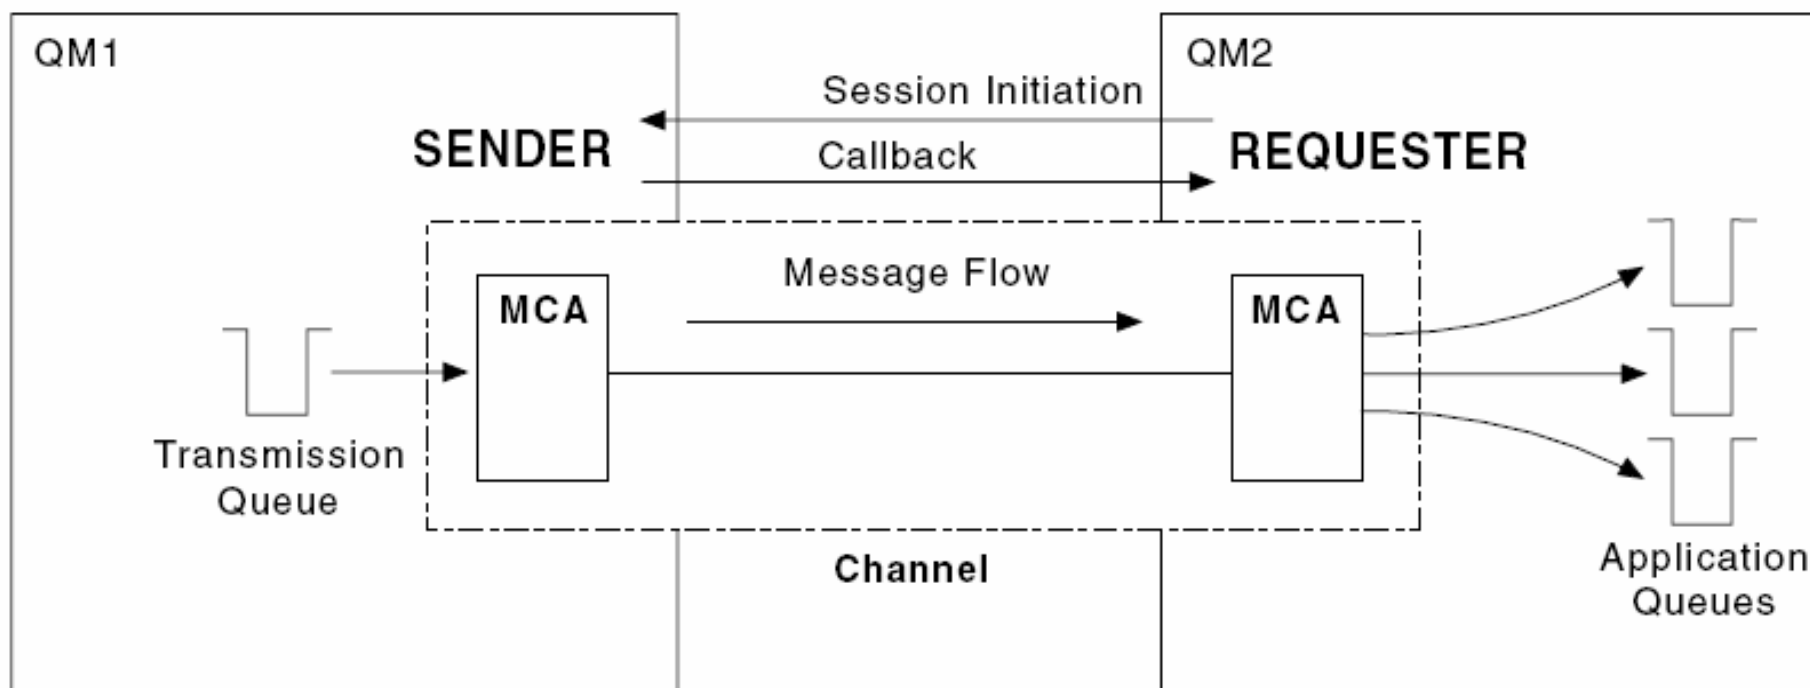 QM1
QM2
Session Initiation
SENDER
Callback
REQUESTER
Message Flow
MCA
MCA
Transmission
Queue
Channel
Application
Queues